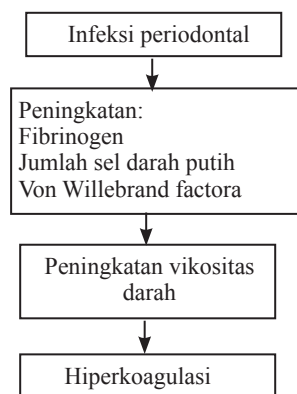 Infeksi periodontal
Peningkatan:
Fibrinogen
Jumlah sel darah putih
Von Willebrand factora
Peningkatan vikositas
darah
Hiperkoagulasi